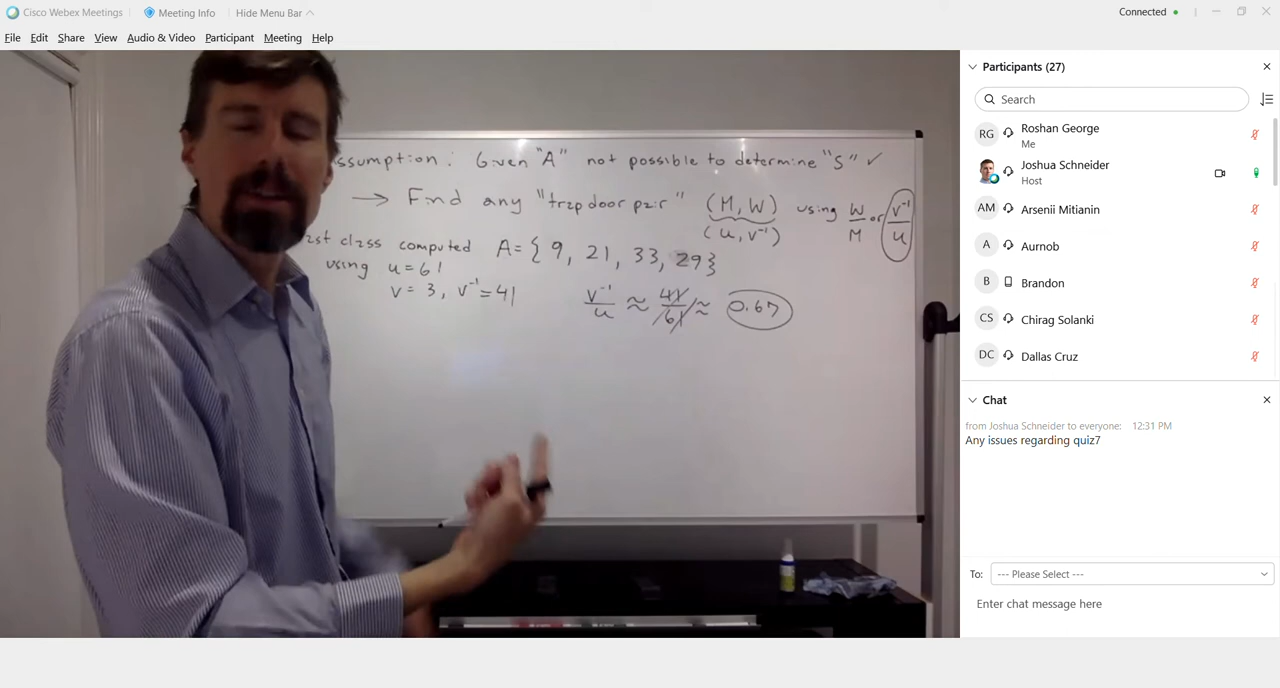 Cisco Webex Meetings Meeting Info Hide Menu Bar
Connected
File Edit Share View Audio & Video Participant Meeting Help
ssumption: Given "A" not possible to determine "S" ✓
→ Find any "trapdoor pair" (M, W) using W/M or v⁻¹/u
(u, v⁻¹)
ast class computed A = {9, 21, 33, 29}
using u = 61
v = 3, v⁻¹ = 41
v⁻¹/u ≈ 41/61 ≈ 0.67
Participants (27)
Search
RG Roshan George
Me
Joshua Schneider
Host
AM Arsenii Mitianin
A Aurnob
B Brandon
CS Chirag Solanki
DC Dallas Cruz
Chat
from Joshua Schneider to everyone: 12:31 PM
Any issues regarding quiz7
To: --- Please Select ---
Enter chat message here